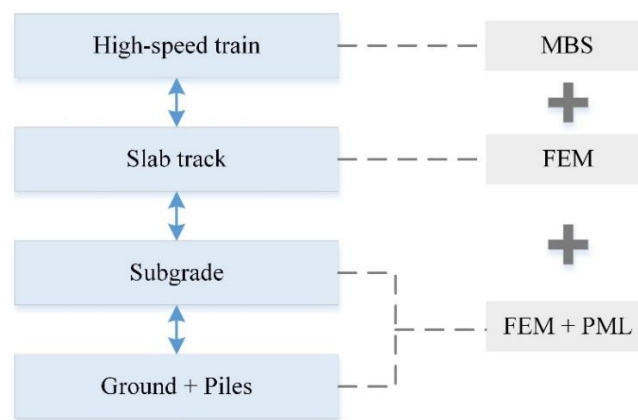 High-speed train
MBS
Slab track
FEM
Subgrade
FEM + PML
Ground + Piles